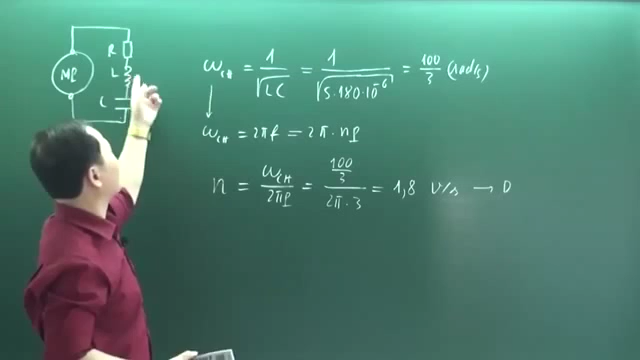 R
MP
L
C
ω_CH = 1/√LC = 1/√(5·180·10⁻⁶) = 100/3 (rad/s)
↓
ω_CH = 2πf = 2π·np
n = ω_CH/2πp = (100/3)/(2π·3) = 1,8 v/s → D